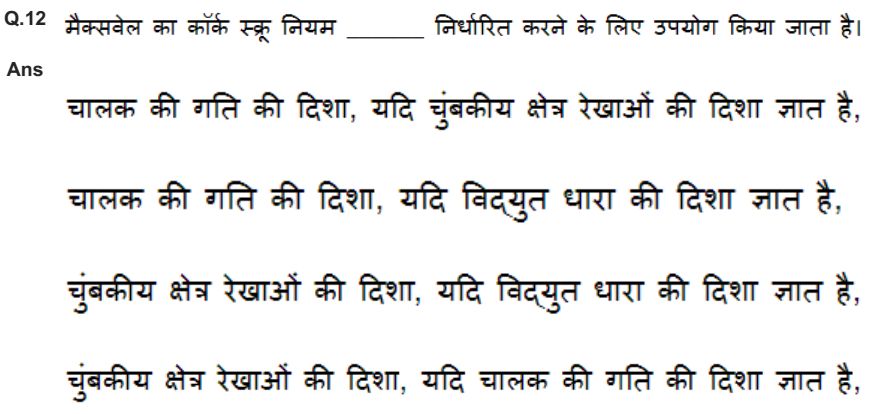 Q.12 मैक्सवेल का कॉर्क स्क्रू नियम ______ निर्धारित करने के लिए उपयोग किया जाता है।
Ans
चालक की गति की दिशा, यदि चुंबकीय क्षेत्र रेखाओं की दिशा ज्ञात है,
चालक की गति की दिशा, यदि विद्युत धारा की दिशा ज्ञात है,
चुंबकीय क्षेत्र रेखाओं की दिशा, यदि विद्युत धारा की दिशा ज्ञात है,
चुंबकीय क्षेत्र रेखाओं की दिशा, यदि चालक की गति की दिशा ज्ञात है,